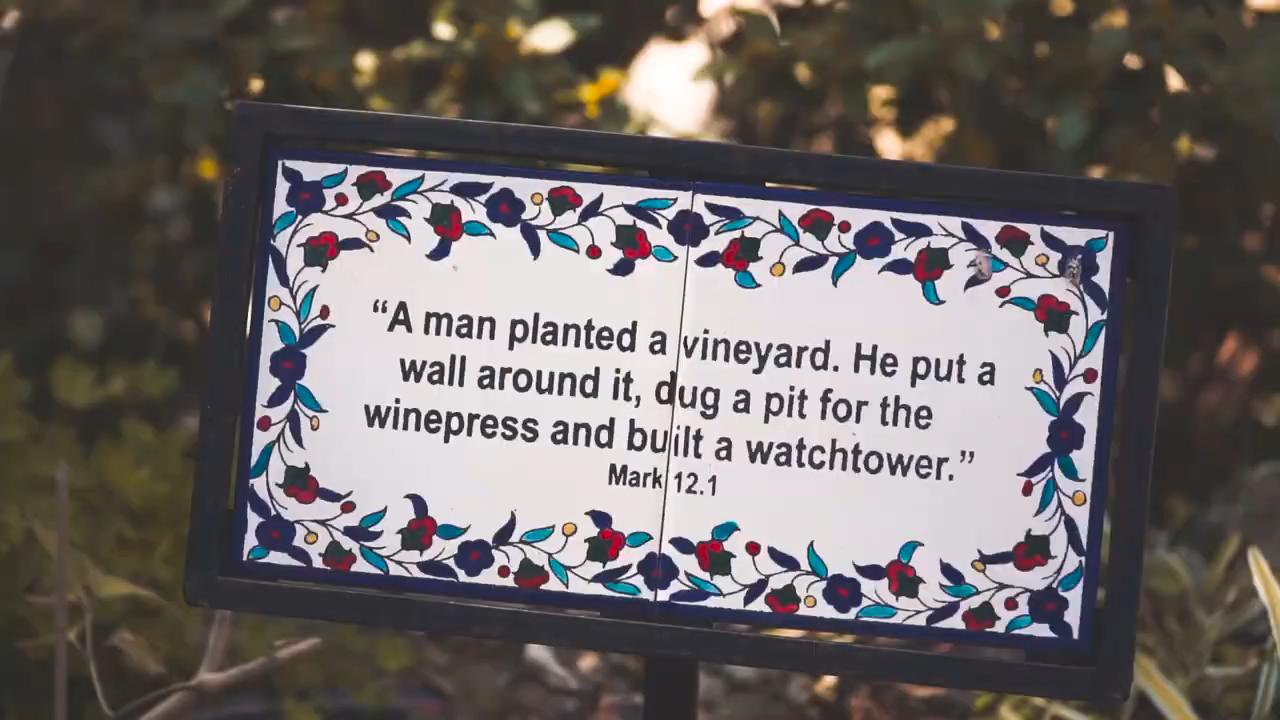 “A man planted a vineyard. He put a
wall around it, dug a pit for the
winepress and built a watchtower.”
Mark 12.1